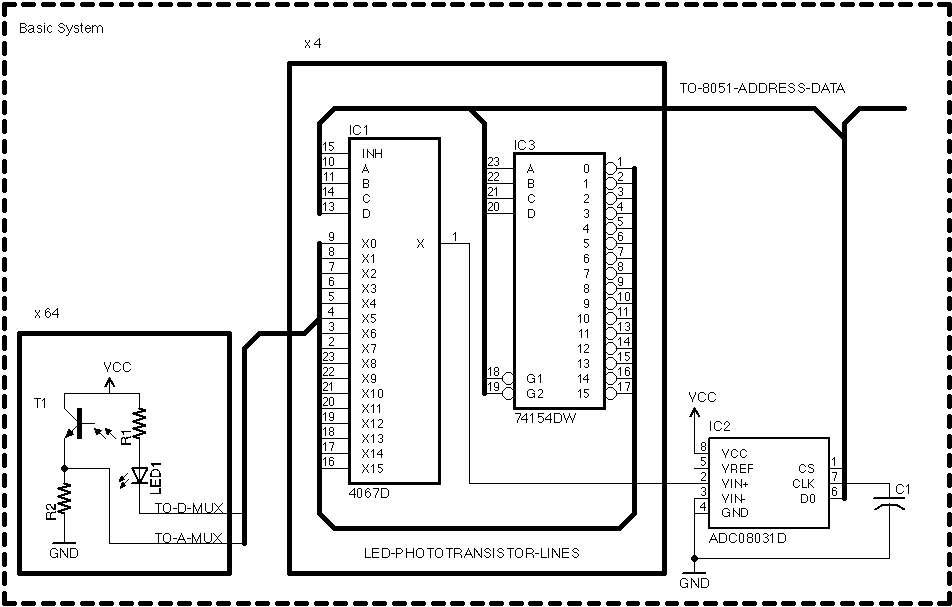 Basic System
x 4
TO-8051-ADDRESS-DATA
IC1
15 INH
10 A
11 B
14 C
13 D
9 X0 X 1
8 X1
7 X2
6 X3
5 X4
4 X5
3 X6
2 X7
23 X8
22 X9
21 X10
20 X11
19 X12
18 X13
17 X14
16 X15
4067D
IC3
23 A 0 1
22 B 1 2
21 C 2 3
20 D 3 4
4 5
5 6
6 7
7 8
8 9
9 10
10 11
11 13
12 14
13 15
18 G1 14 16
19 G2 15 17
74154DW
x 64
VCC
T1
R1
LED1
R2
TO-D-MUX
TO-A-MUX
GND
LED-PHOTOTRANSISTOR-LINES
VCC
IC2
8 VCC
5 VREF CS 1
2 VIN+ CLK 7
3 VIN- D0 6
4 GND
ADC08031D
C1
GND